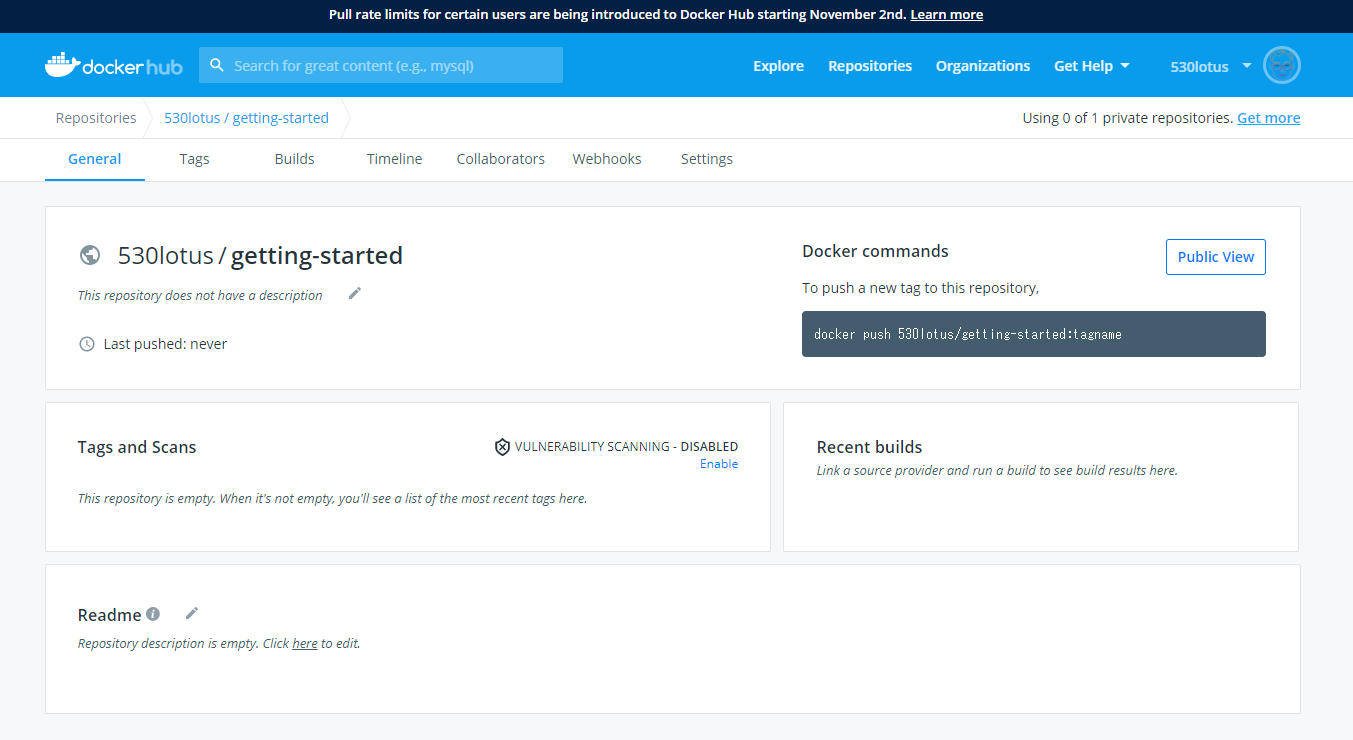 Pull rate limits for certain users are being introduced to Docker Hub starting November 2nd. Learn more
docker hub
Search for great content (e.g., mysql)
Explore
Repositories
Organizations
Get Help
530lotus
Repositories
530lotus / getting-started
Using 0 of 1 private repositories. Get more
General
Tags
Builds
Timeline
Collaborators
Webhooks
Settings
530lotus / getting-started
This repository does not have a description
Last pushed: never
Docker commands
Public View
To push a new tag to this repository,
docker push 530lotus/getting-started:tagname
Tags and Scans
VULNERABILITY SCANNING - DISABLED
Enable
This repository is empty. When it's not empty, you'll see a list of the most recent tags here.
Recent builds
Link a source provider and run a build to see build results here.
Readme
Repository description is empty. Click here to edit.